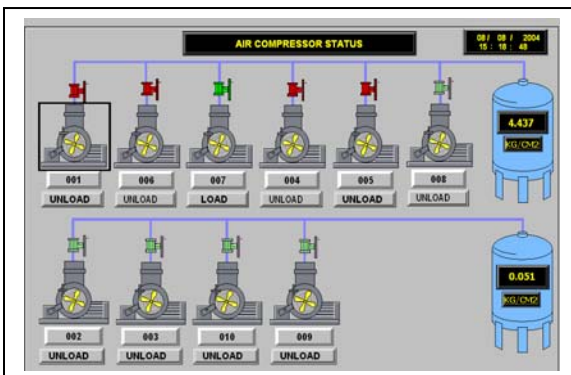 AIR COMPRESSOR STATUS
08/ 08 / 2004
15 : 18 : 48
4.437
KG/CM2
001 006 007 004 005 008
UNLOAD UNLOAD LOAD UNLOAD UNLOAD UNLOAD
0.051
KG/CM2
002 003 010 009
UNLOAD UNLOAD UNLOAD UNLOAD